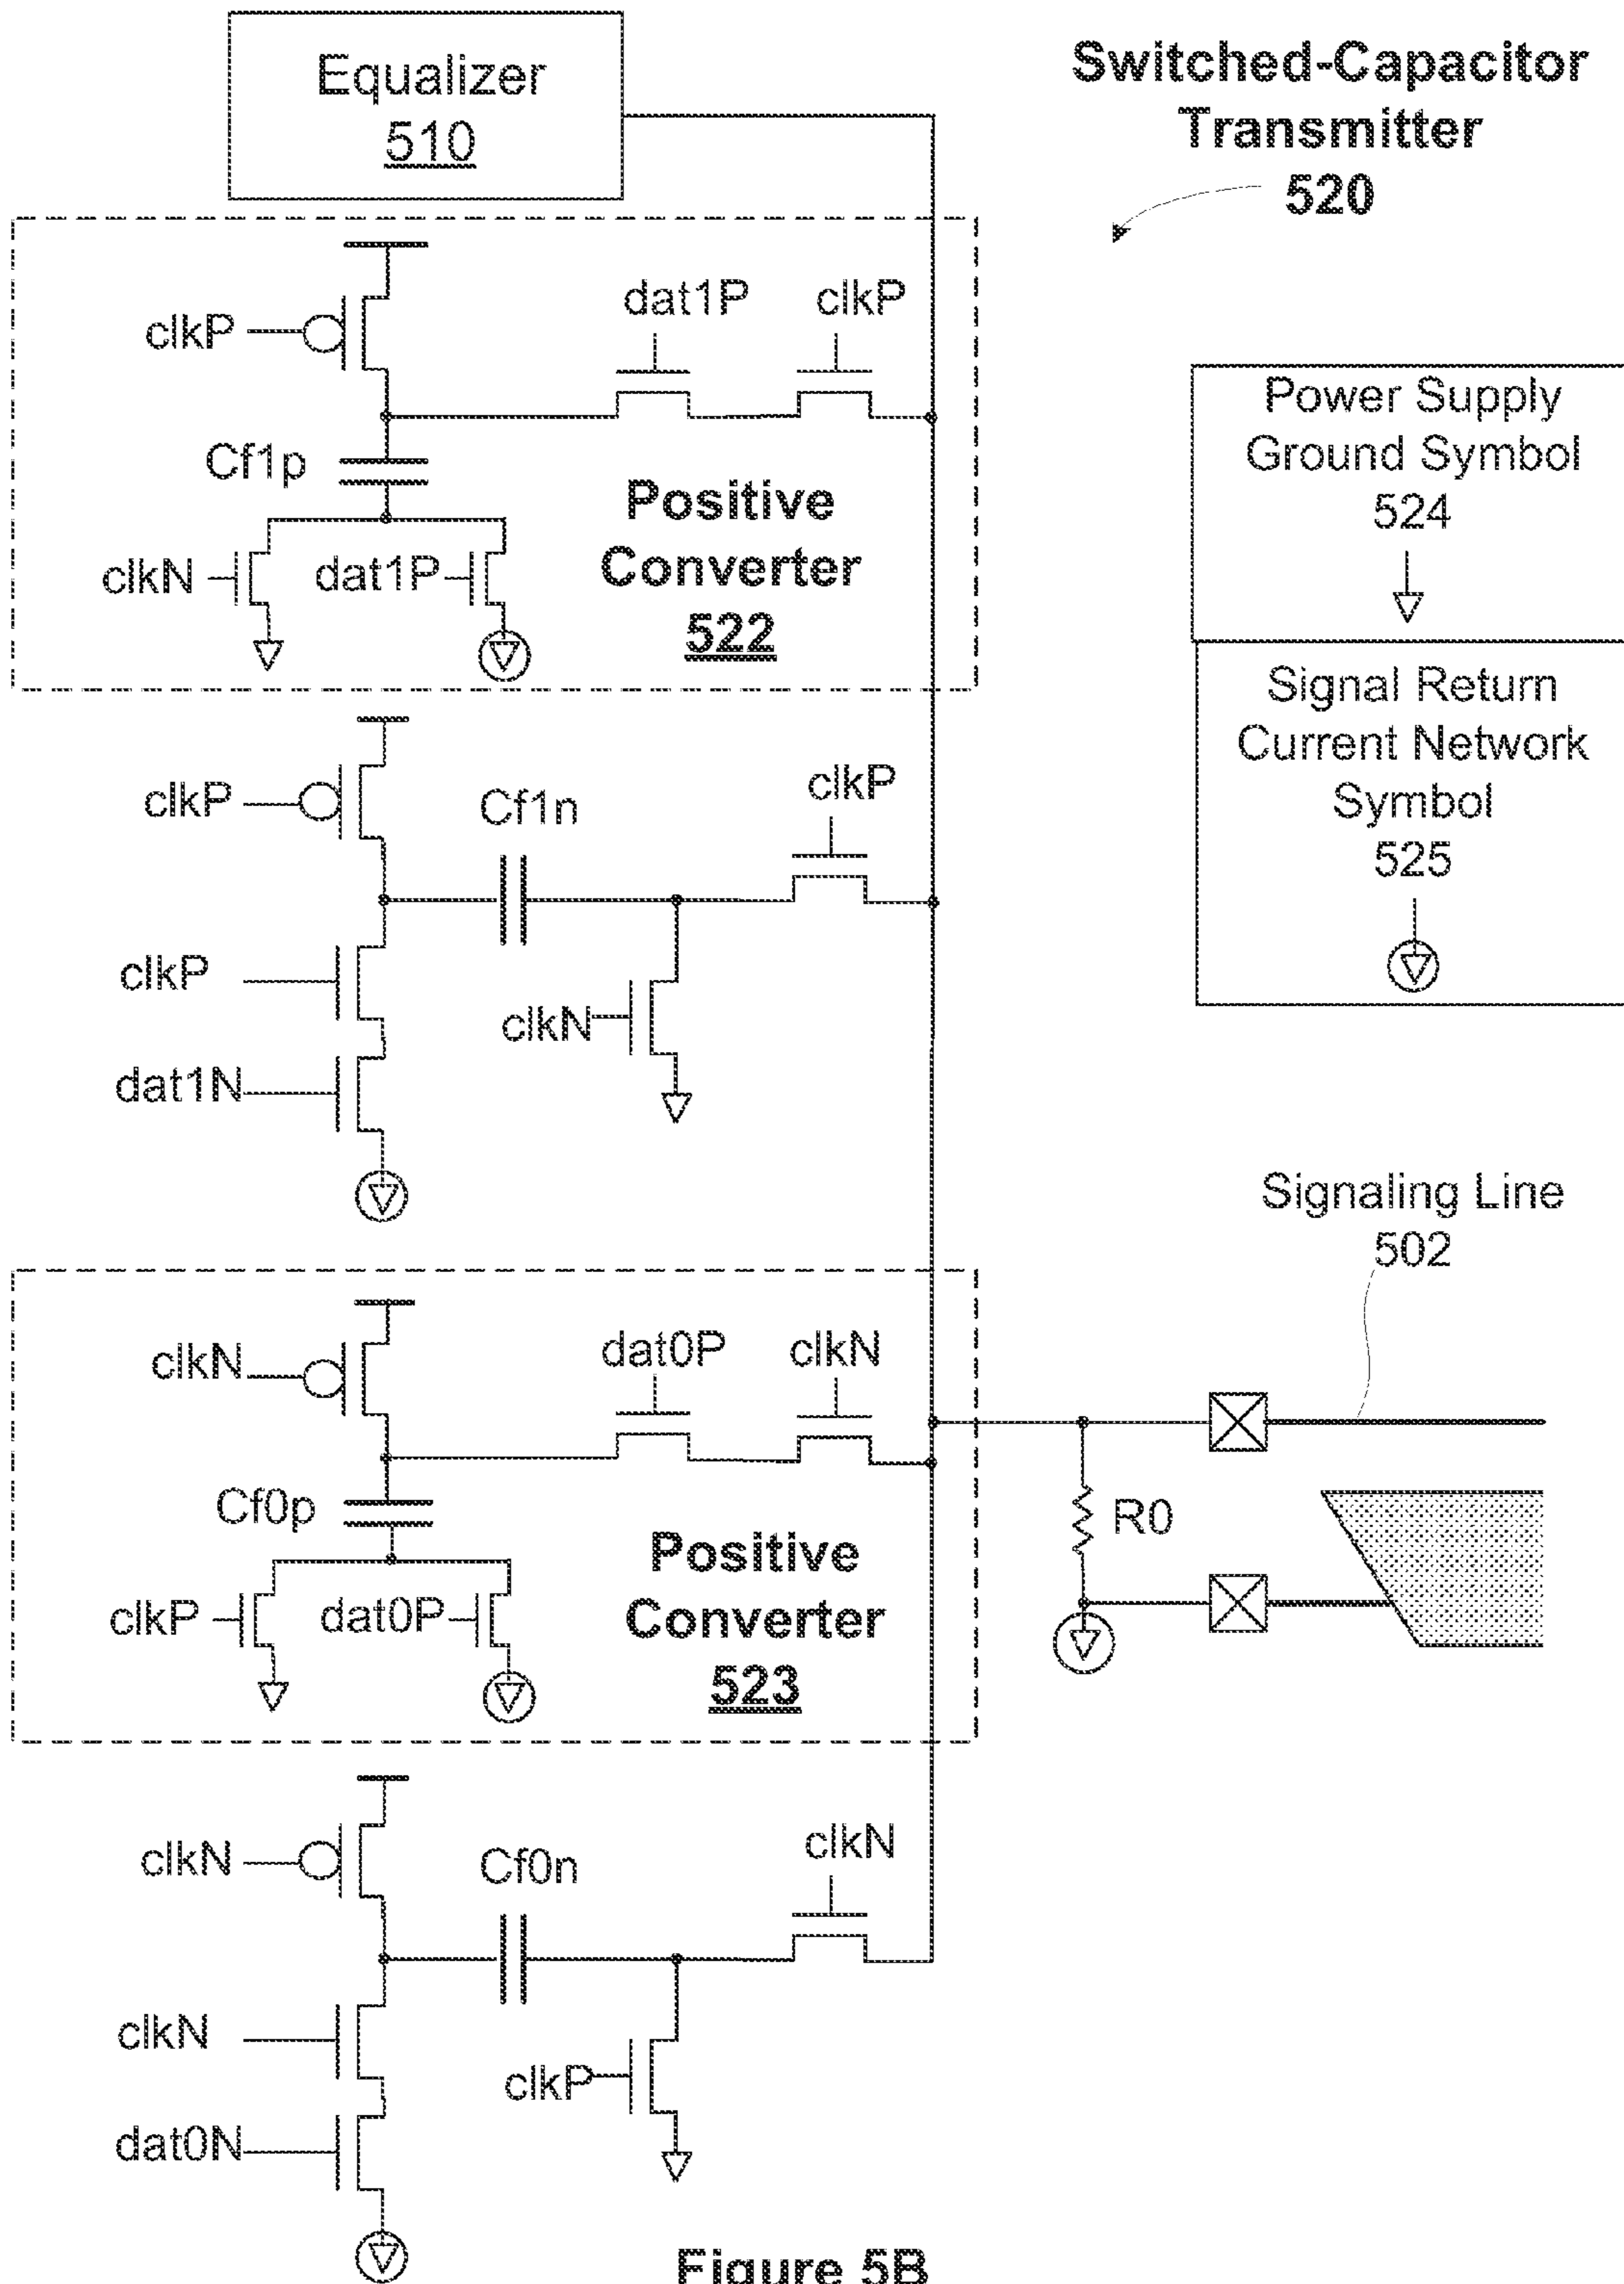 Equalizer
510
Switched-Capacitor
Transmitter
520
clkP
dat1P
clkP
Cf1p
clkN
dat1P
Positive
Converter
522
Power Supply
Ground Symbol
524
Signal Return
Current Network
Symbol
525
clkP
Cf1n
clkP
clkP
clkN
dat1N
Signaling Line
502
clkN
dat0P
clkN
Cf0p
clkP
dat0P
Positive
Converter
523
R0
clkN
Cf0n
clkN
clkN
clkP
dat0N
Figure 5B